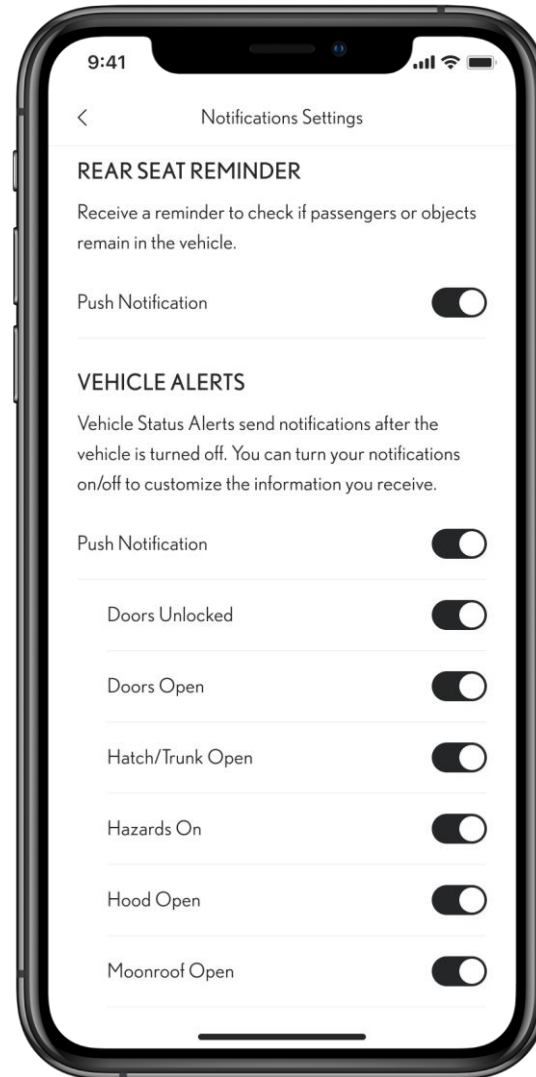 9:41
Notifications Settings
REAR SEAT REMINDER
Receive a reminder to check if passengers or objects
remain in the vehicle.
Push Notification
VEHICLE ALERTS
Vehicle Status Alerts send notifications after the
vehicle is turned off. You can turn your notifications
on/off to customize the information you receive.
Push Notification
Doors Unlocked
Doors Open
Hatch/Trunk Open
Hazards On
Hood Open
Moonroof Open